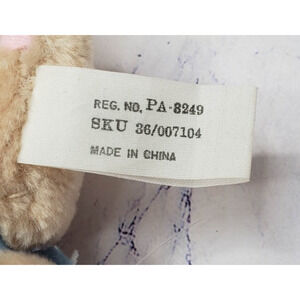 REG. NO. PA-8249
SKU 36/007104
MADE IN CHINA